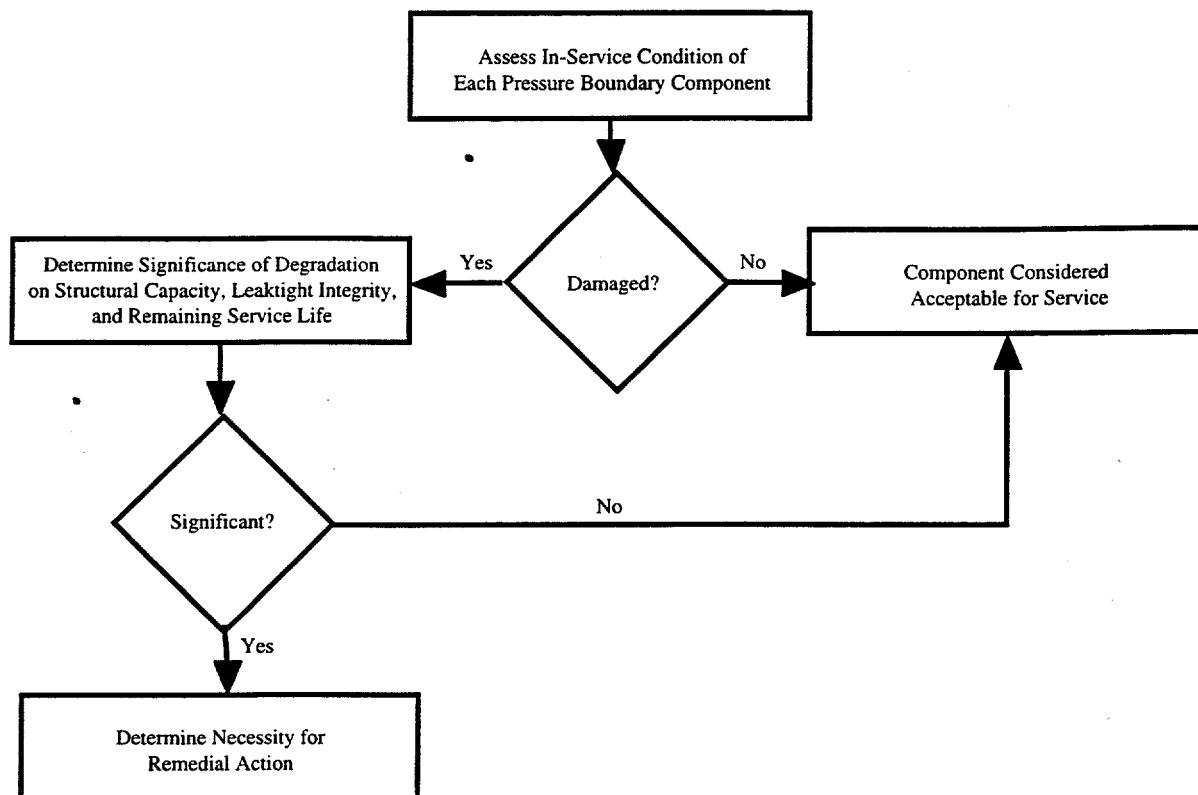 Assess In-Service Condition of
Each Pressure Boundary Component
Yes
Damaged?
No
Determine Significance of Degradation
on Structural Capacity, Leaktight Integrity,
and Remaining Service Life
Component Considered
Acceptable for Service
Significant?
No
Yes
Determine Necessity for
Remedial Action